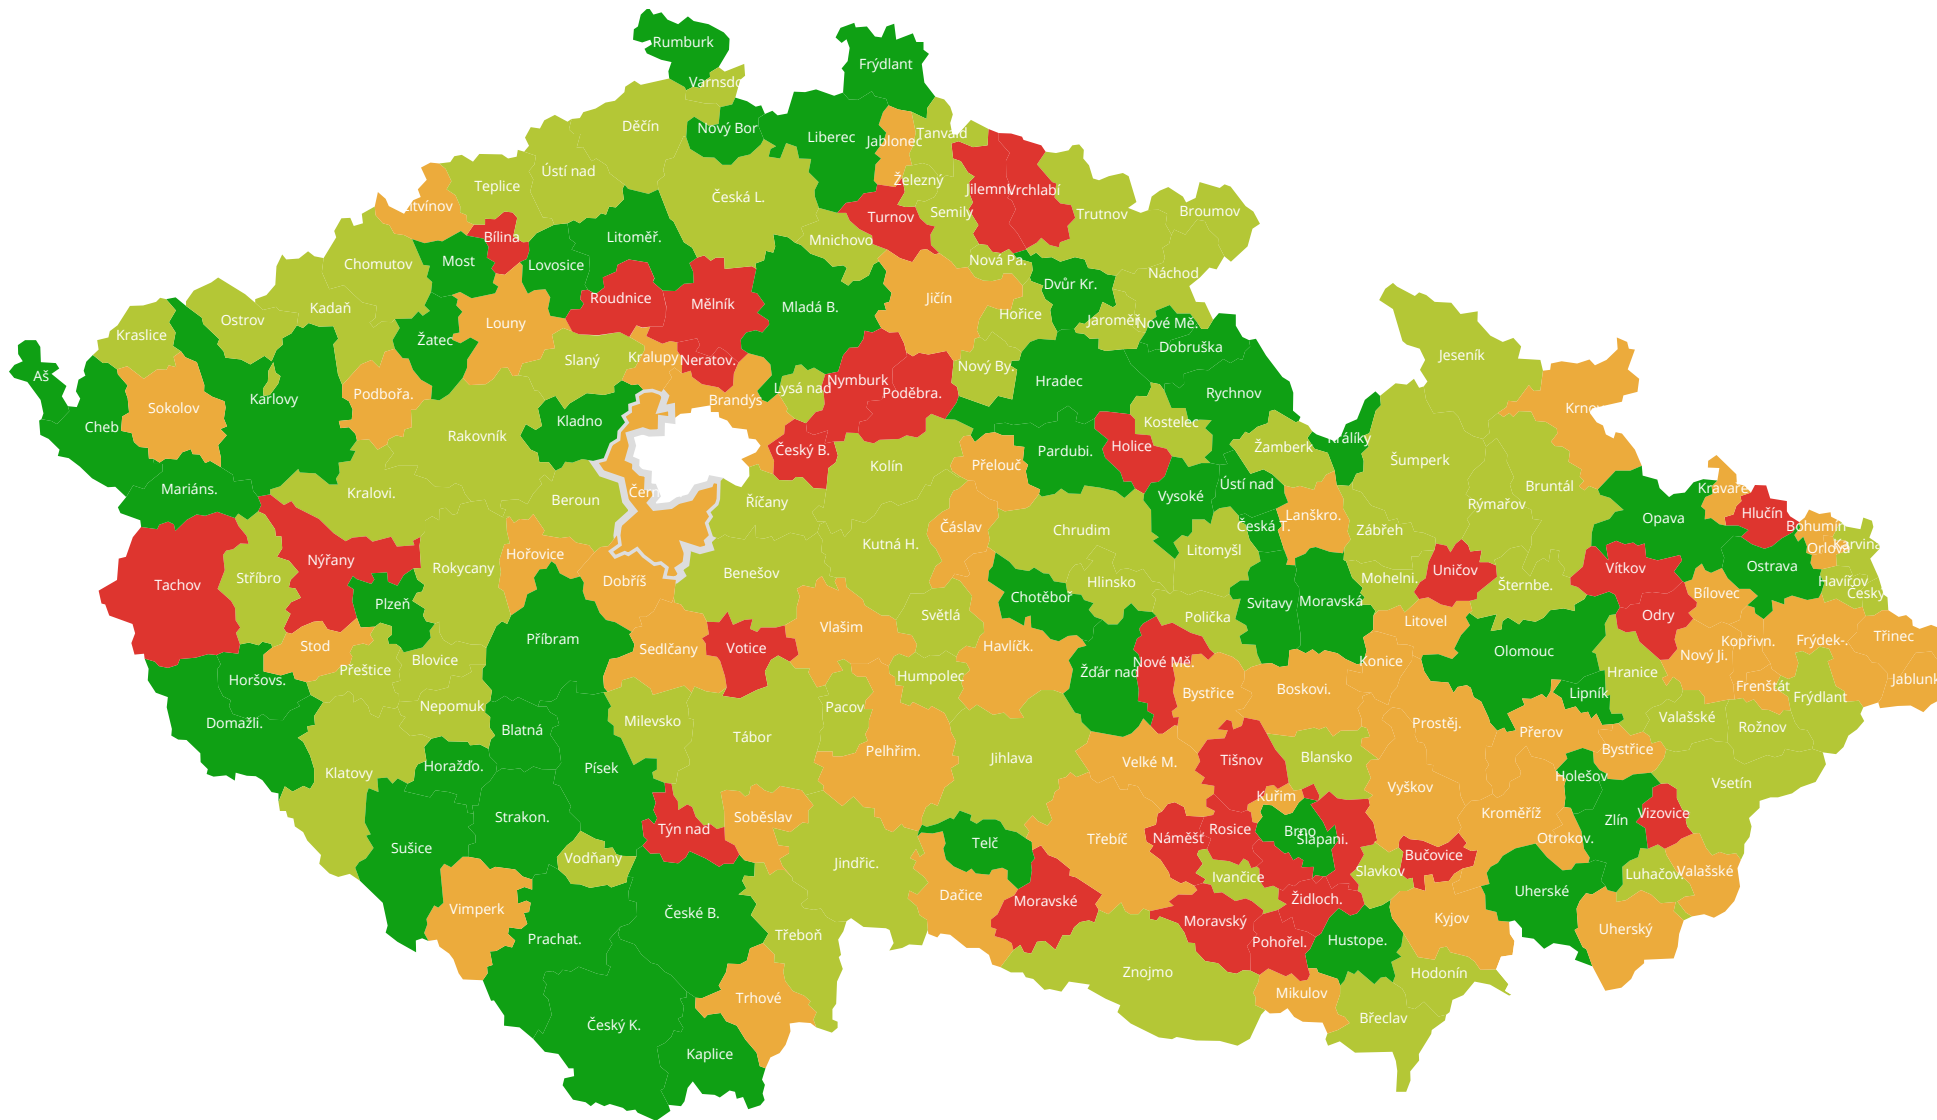 Rumburk
Frýdlant
Varnsdo
Děčín
Nový Bor
Liberec
Jablonec
Tanvald
Ústí nad
Teplice
Železný
Jilemni
Vrchlabí
Česká L.
Litvínov
Turnov
Semily
Trutnov
Broumov
Bílina
Litoměř.
Mnichovo
Chomutov
Most
Lovosice
Nová Pa.
Náchod
Dvůr Kr.
Roudnice
Mělník
Mladá B.
Jičín
Kadaň
Ostrov
Kraslice
Louny
Hořice
Jaroměř
Nové Mě.
Žatec
Dobruška
Slaný
Kralupy
Neratov.
Jeseník
Nový By.
Aš
Hradec
Lysá nad
Nymburk
Poděbra.
Rychnov
Podbořa.
Karlovy
Brandýs
Sokolov
Krnov
Cheb
Kladno
Kostelec
Rakovník
Králíky
Holice
Žamberk
Český B.
Pardubi.
Kolín
Přelouč
Šumperk
Mariáns.
Kralovi.
Čern
Ústí nad
Bruntál
Kravaře
Beroun
Říčany
Vysoké
Rýmařov
Hlučín
Lanškro.
Opava
Čáslav
Česká T.
Chrudim
Zábřeh
Bohumín
Kutná H.
Orlová
Karviná
Litomyšl
Hořovice
Nýřany
Rokycany
Vítkov
Ostrava
Uničov
Benešov
Stříbro
Mohelni.
Havířov
Tachov
Dobříš
Hlinsko
Šternbe.
Bílovec
Český
Chotěboř
Plzeň
Svitavy
Moravská
Světlá
Odry
Polička
Litovel
Vlašim
Příbram
Třinec
Kopřivn.
Frýdek-.
Stod
Votice
Sedlčany
Havlíčk.
Olomouc
Nový Ji.
Blovice
Nové Mě.
Konice
Přeštice
Žďár nad
Hranice
Humpolec
Horšovs.
Jablunk
Frenštát
Boskovi.
Bystřice
Lipník
Frýdlant
Nepomuk
Pacov
Valašské
Milevsko
Domažli.
Prostěj.
Rožnov
Blatná
Přerov
Tábor
Bystřice
Pelhřim.
Jihlava
Blansko
Tišnov
Velké M.
Horažďo.
Písek
Klatovy
Holešov
Vsetín
Vyškov
Kuřim
Kroměříž
Vizovice
Strakon.
Soběslav
Zlín
Týn nad
Rosice
Brno
Šlapani.
Náměšť
Třebíč
Otrokov.
Telč
Sušice
Bučovice
Vodňany
Jindřic.
Slavkov
Valašské
Luhačov.
Ivančice
Uherské
Dačice
Židloch.
Moravské
Vimperk
České B.
Kyjov
Moravský
Uherský
Třeboň
Prachat.
Hustope.
Pohořel.
Znojmo
Hodonín
Mikulov
Trhové
Břeclav
Český K.
Kaplice